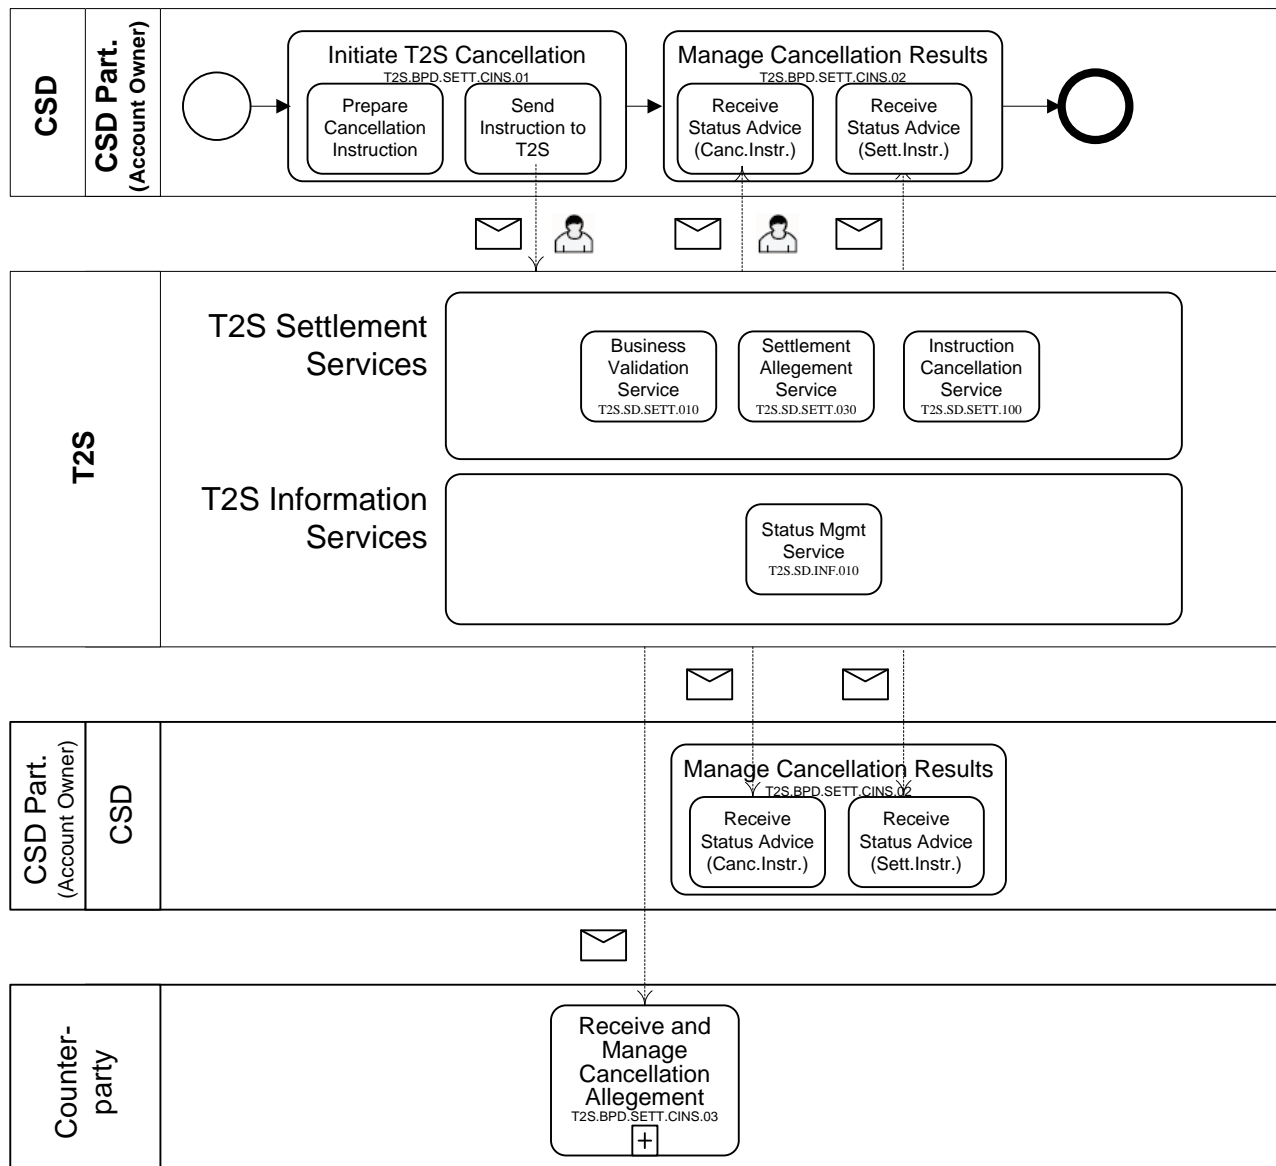 CSD
CSD Part.
(Account Owner)
Initiate T2S Cancellation
T2S.BPD.SETT.CINS.01
Prepare
Cancellation
Instruction
Send
Instruction to
T2S
Manage Cancellation Results
T2S.BPD.SETT.CINS.02
Receive
Status Advice
(Canc.Instr.)
Receive
Status Advice
(Sett.Instr.)
T2S
T2S Settlement
Services
Business
Validation
Service
T2S.SD.SETT.010
Settlement
Allegement
Service
T2S.SD.SETT.030
Instruction
Cancellation
Service
T2S.SD.SETT.100
T2S Information
Services
Status Mgmt
Service
T2S.SD.INF.010
CSD Part.
(Account Owner)
CSD
Manage Cancellation Results
T2S.BPD.SETT.CINS.02
Receive
Status Advice
(Canc.Instr.)
Receive
Status Advice
(Sett.Instr.)
Counter-
party
Receive and
Manage
Cancellation
Allegement
T2S.BPD.SETT.CINS.03
+